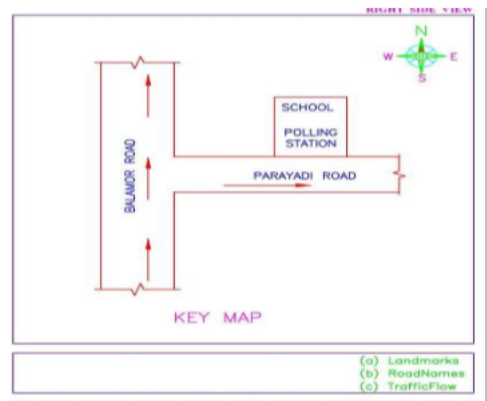 RIGHT SIDE VIEW
N
W E
S
SCHOOL
POLLING
STATION
BALAMOR ROAD
PARAYADI ROAD
KEY MAP
(a) Landmarks
(b) RoadNames
(c) TrafficFlow